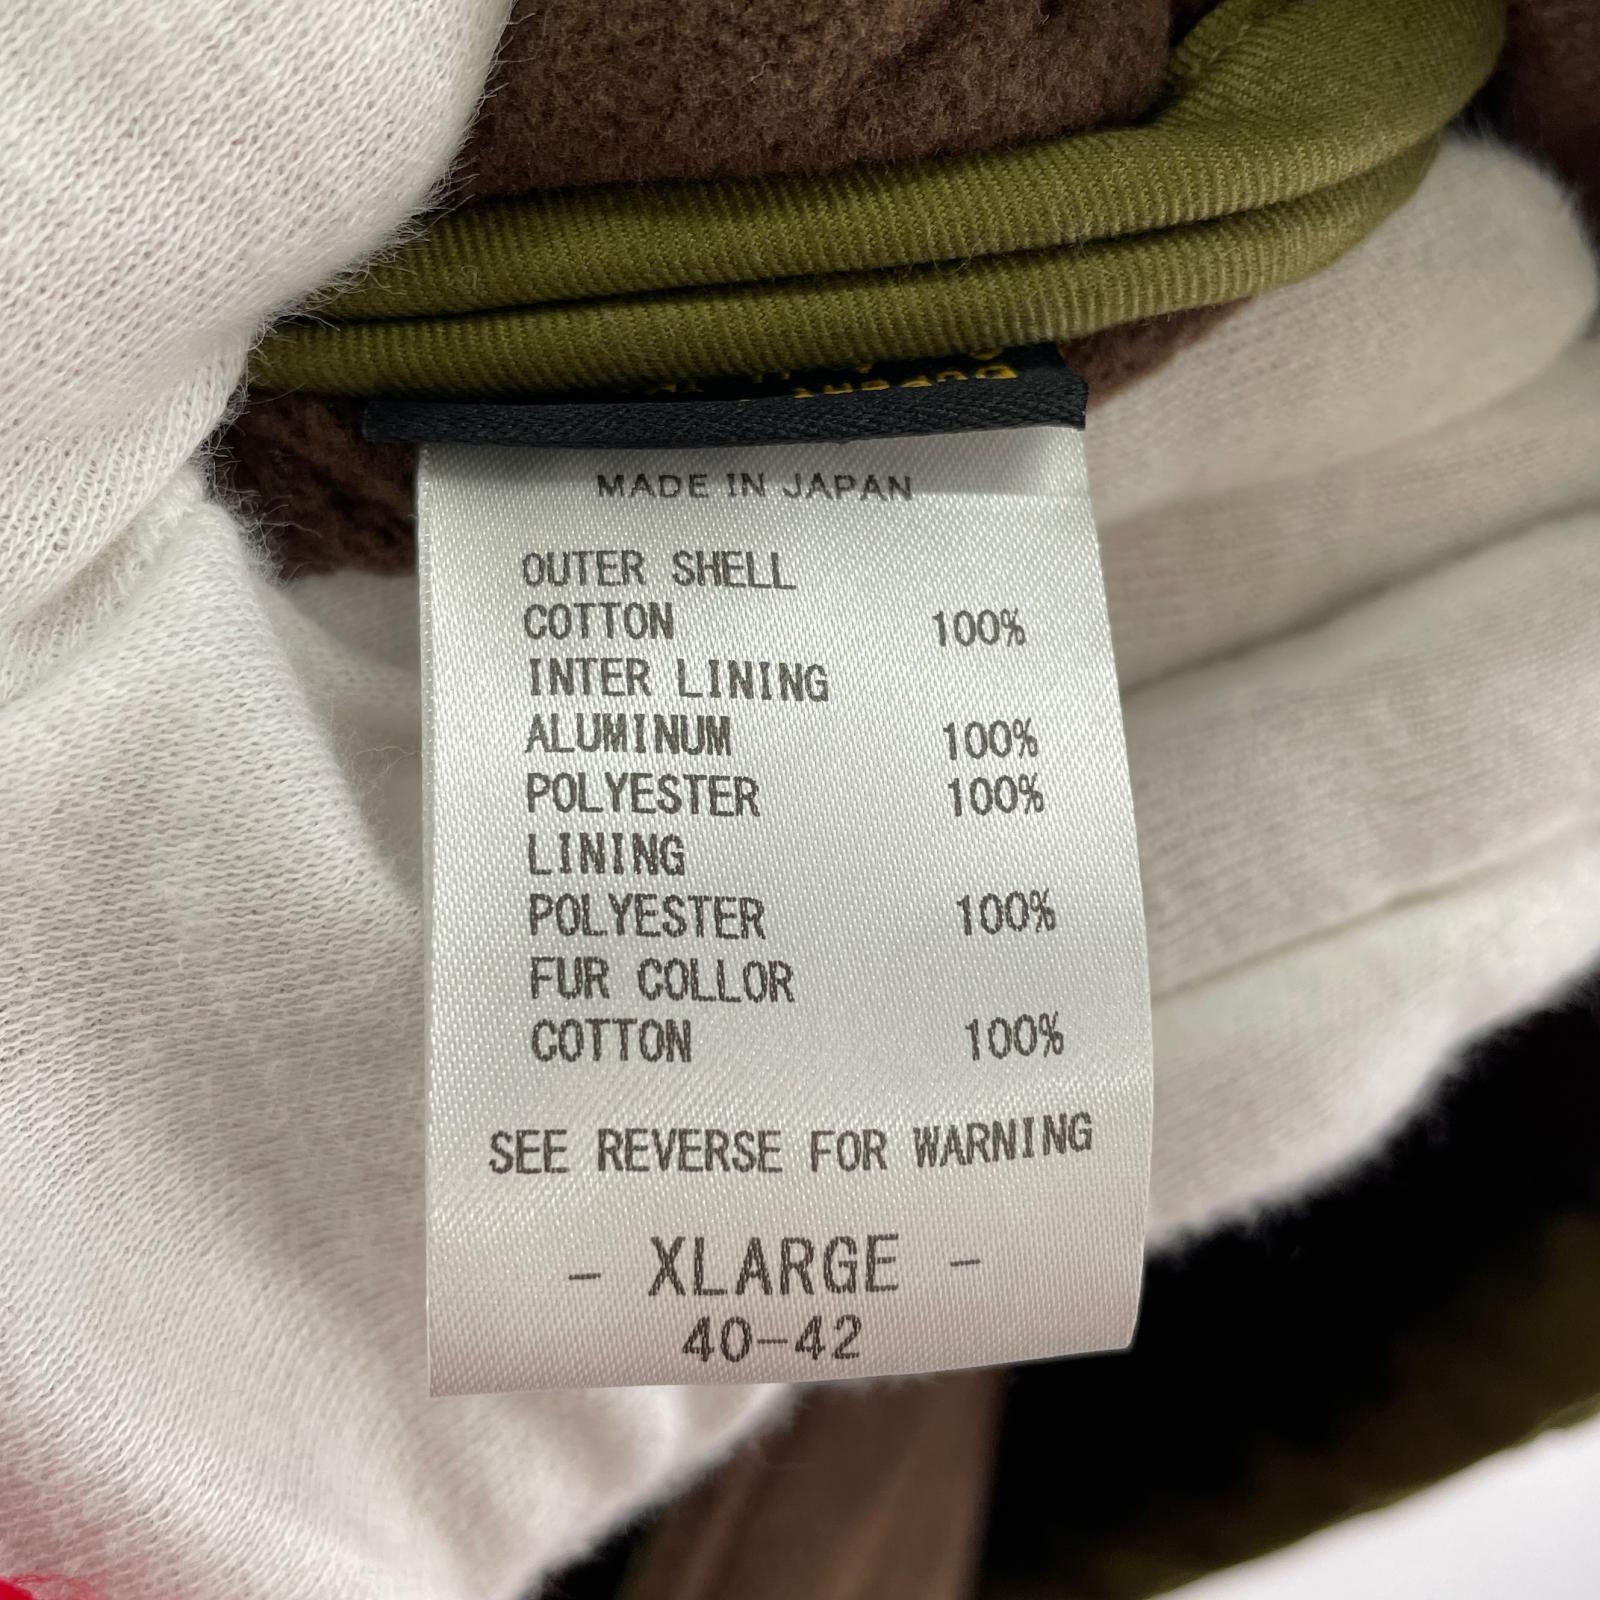 MADE IN JAPAN
OUTER SHELL
COTTON 100%
INTER LINING
ALUMINUM 100%
POLYESTER 100%
LINING
POLYESTER 100%
FUR COLLOR
COTTON 100%
SEE REVERSE FOR WARNING
- XLARGE -
40-42